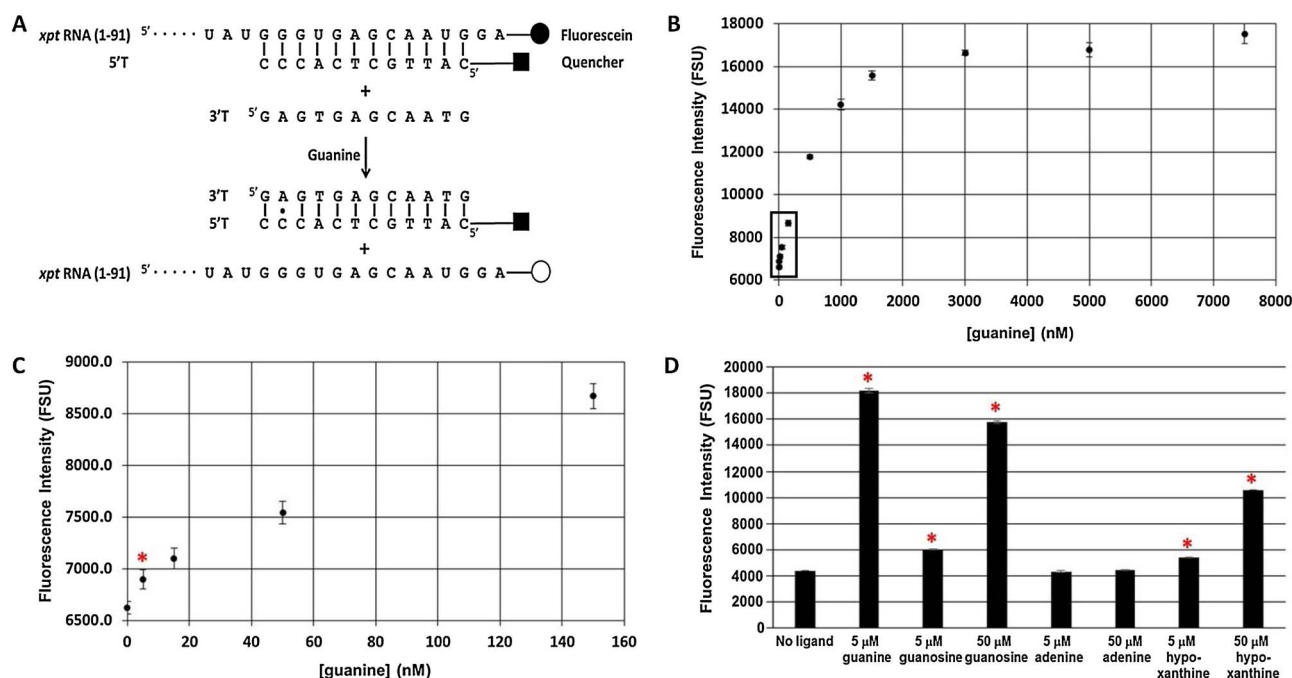 A
xpt RNA (1-91) 5′ ····· U A U G G G U G A G C A A U G G A Fluorescein
5′T C C C A C T C G T T A C 5′ Quencher
+
3′T 5′ G A G T G A G C A A T G
Guanine
3′T 5′ G A G T G A G C A A T G
5′T C C C A C T C G T T A C 5′
+
xpt RNA (1-91) 5′ ····· U A U G G G U G A G C A A U G G A
B
Fluorescence Intensity (FSU)
18000
16000
14000
12000
10000
8000
6000
0 1000 2000 3000 4000 5000 6000 7000 8000
[guanine] (nM)
C
Fluorescence Intensity (FSU)
9000.0
8500.0
8000.0
7500.0
7000.0
6500.0
*
0 20 40 60 80 100 120 140 160
[guanine] (nM)
D
Fluorescence Intensity (FSU)
20000
18000
16000
14000
12000
10000
8000
6000
4000
2000
0
* * * * *
No ligand 5 µM 5 µM 50 µM 5 µM 50 µM 5 µM 50 µM
guanine guanosine guanosine adenine adenine hypo- hypo-
xanthine xanthine